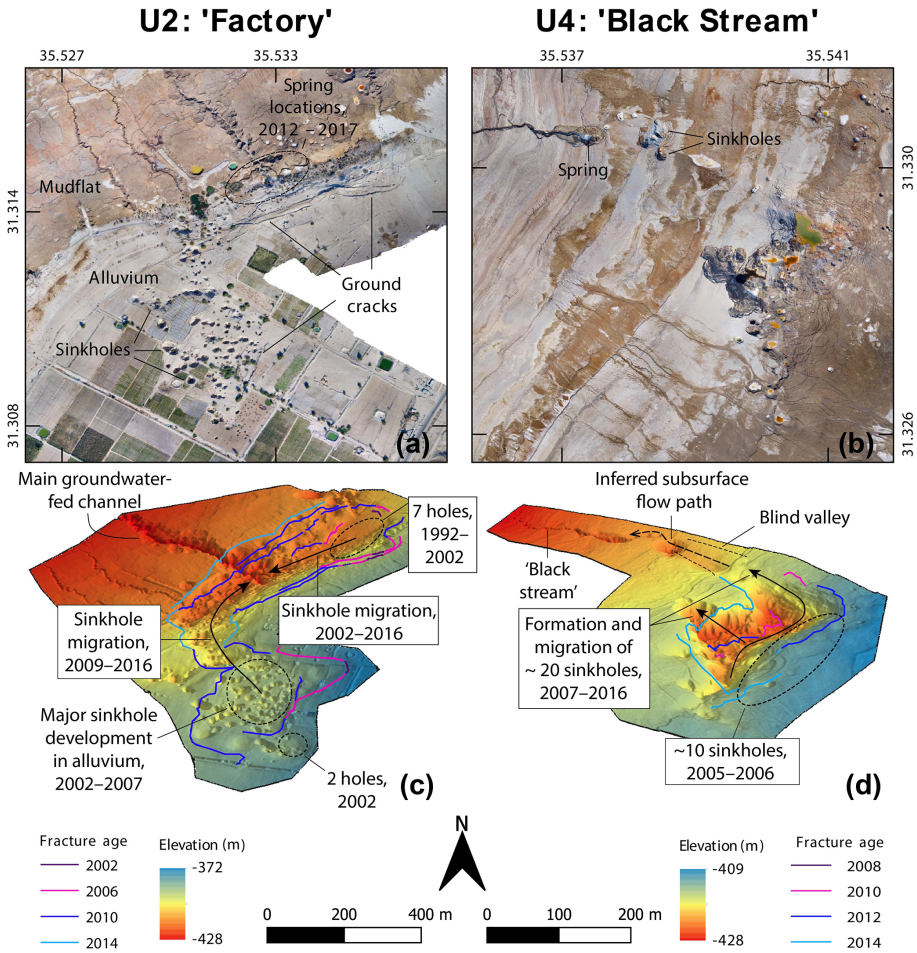 U2: 'Factory'
U4: 'Black Stream'
35.527
35.533
35.537
35.541
31.314
31.308
31.330
31.326
Spring
locations,
2012 – 2017
Mudflat
Alluvium
Ground
cracks
Sinkholes
(a)
Sinkholes
Spring
(b)
Main groundwater-
fed channel
7 holes,
1992–
2002
Sinkhole migration,
2002–2016
Sinkhole
migration,
2009–2016
Major sinkhole
development
in alluvium,
2002–2007
2 holes,
2002
(c)
Inferred subsurface
flow path
Blind valley
'Black
stream'
Formation and
migration of
~ 20 sinkholes,
2007–2016
~10 sinkholes,
2005–2006
(d)
Fracture age
2002
2006
2010
2014
Elevation (m)
-372
-428
N
0 200 400 m
0 100 200 m
Elevation (m)
-409
-428
Fracture age
2008
2010
2012
2014